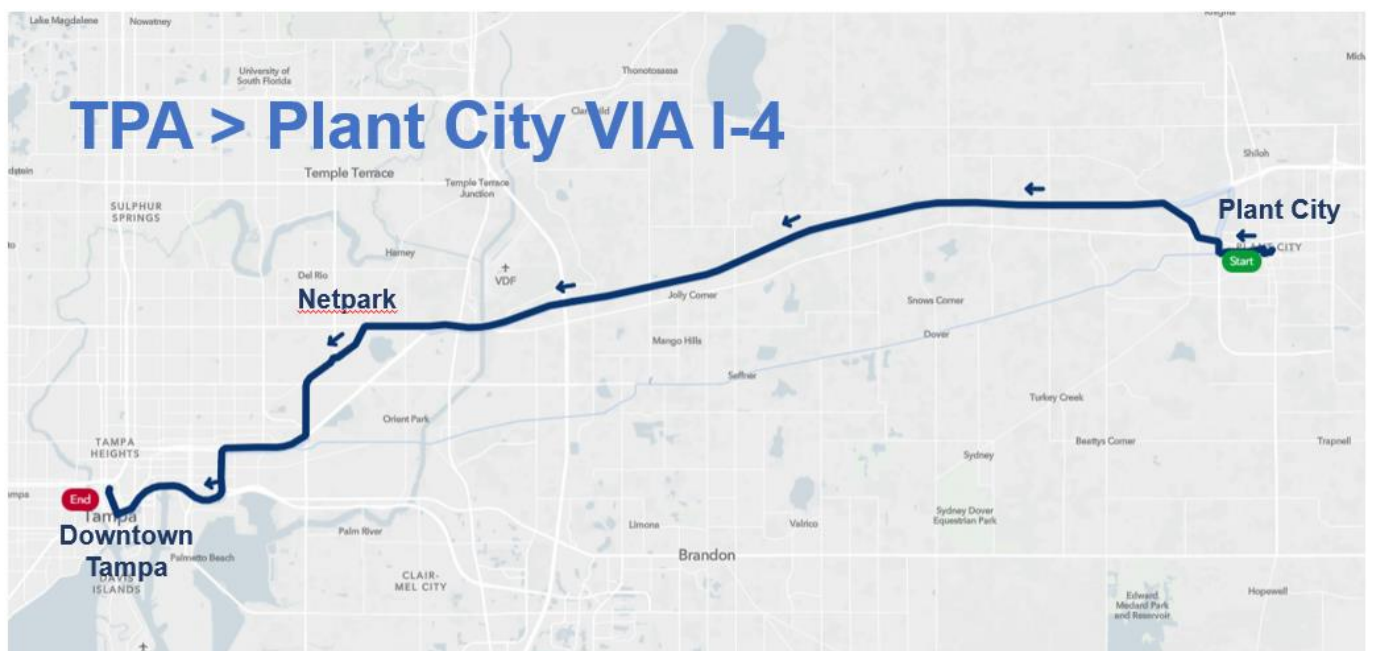 Lake Magdalene
Nowatney
University of
South Florida
Thonotosassa
TPA > Plant City VIA I-4
Temple Terrace
Temple Terrace
Junction
Shiloh
SULPHUR
SPRINGS
Plant City
Harney
VDF
Start
Del Rio
Netpark
Jolly Corner
Snows Corner
Mango Hills
Dover
Seffner
Turkey Creek
Orient Park
TAMPA
HEIGHTS
Beattys Corner
Trapnell
Sydney
End
Tampa
Downtown
Tampa
Palm River
Limona
Valrico
Sydney Dover
Equestrian Park
Palmetto Beach
Brandon
DAVIS
ISLANDS
CLAIR-
MEL CITY
Edward
Medard Park
and Reservoir
Hopewell